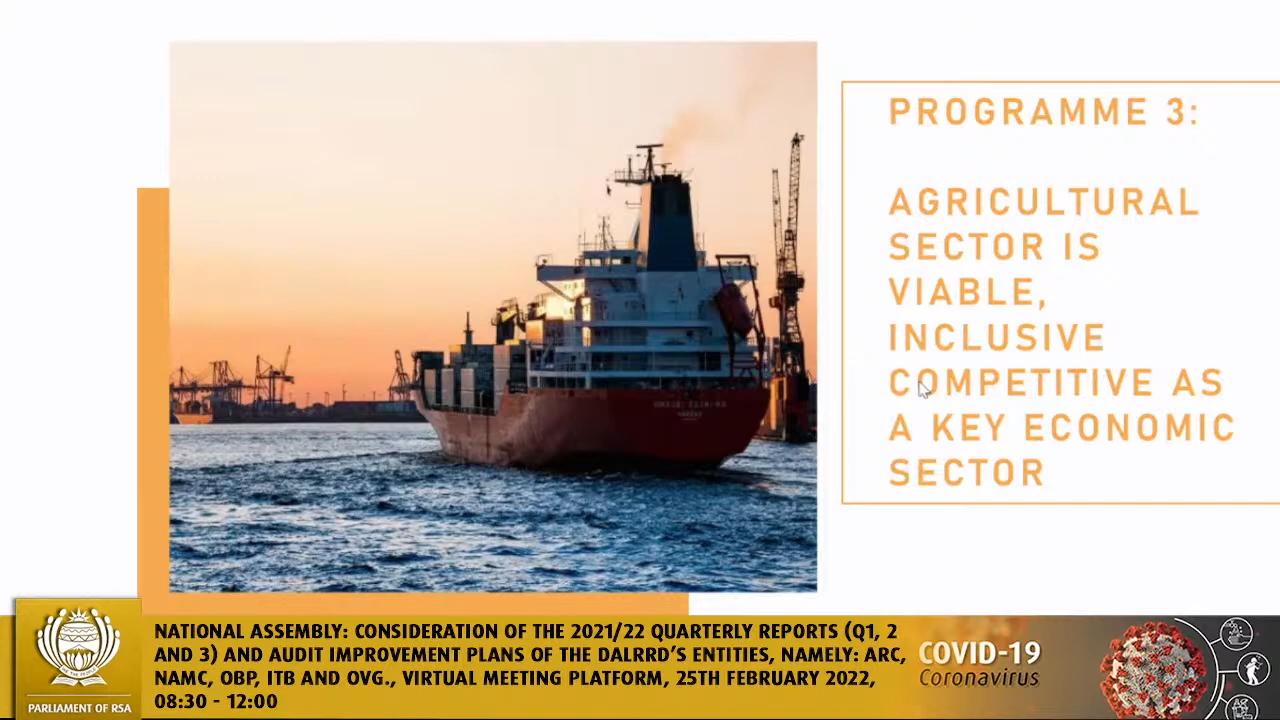 PROGRAMME 3:
AGRICULTURAL
SECTOR IS
VIABLE,
INCLUSIVE
COMPETITIVE AS
A KEY ECONOMIC
SECTOR
NATIONAL ASSEMBLY: CONSIDERATION OF THE 2021/22 QUARTERLY REPORTS (Q1, 2
AND 3) AND AUDIT IMPROVEMENT PLANS OF THE DALRRD'S ENTITIES, NAMELY: ARC,
NAMC, OBP, ITB AND OVG., VIRTUAL MEETING PLATFORM, 25TH FEBRUARY 2022,
08:30 - 12:00
PARLIAMENT OF RSA
COVID-19
Coronavirus